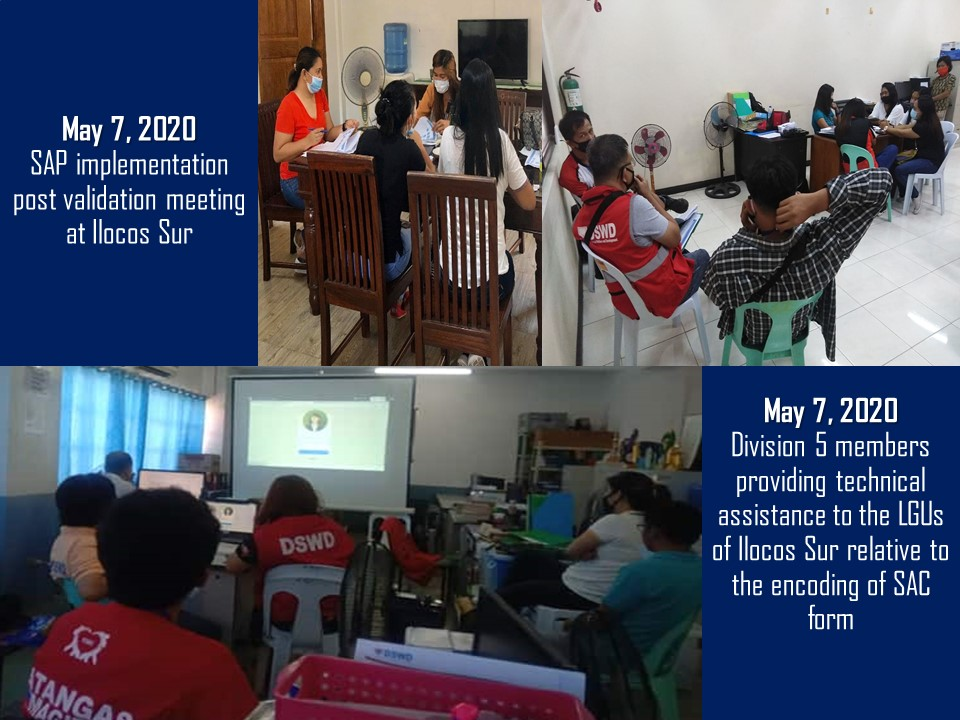 May 7, 2020
SAP implementation
post validation meeting
at Ilocos Sur
DSWD
DSWD
DSWD
ATANGAS
May 7, 2020
Division 5 members
providing technical
assistance to the LGUs
of Ilocos Sur relative to
the encoding of SAC
form